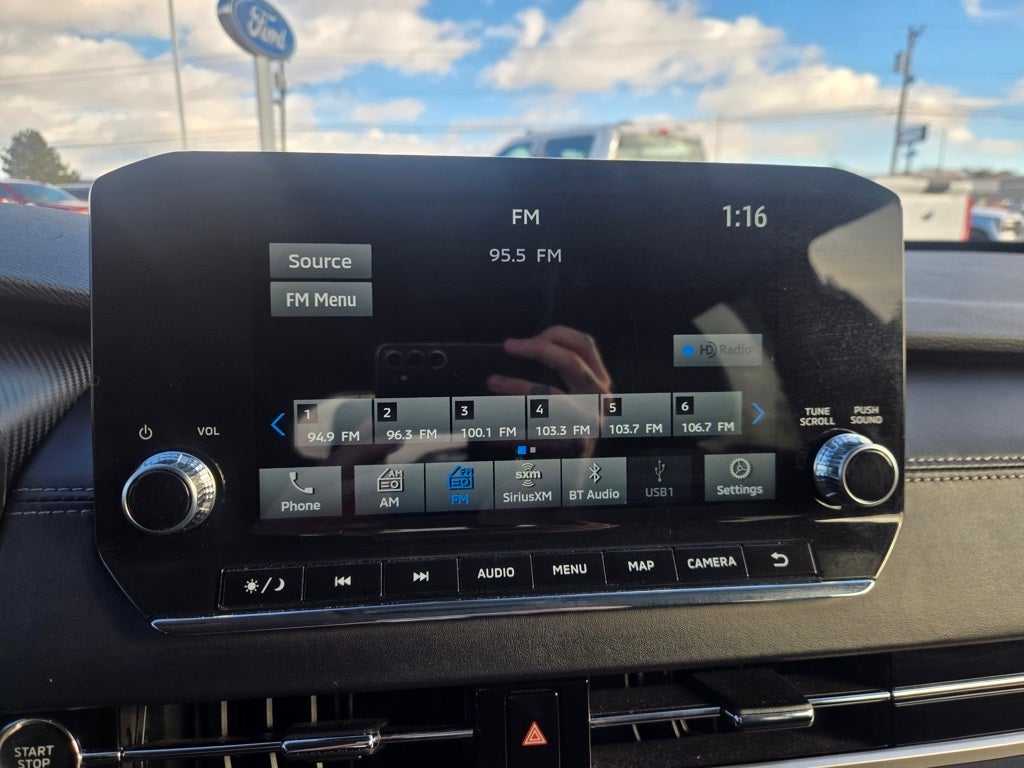 Ford
FM
1:16
95.5 FM
Source
FM Menu
HD Radio
1 94.9 FM
2 96.3 FM
3 100.1 FM
4 103.3 FM
5 103.7 FM
6 106.7 FM
TUNE
SCROLL
PUSH
SOUND
VOL
Phone
AM
AM
FM
FM
sxm
SiriusXM
BT Audio
USB1
Settings
AUDIO
MENU
MAP
CAMERA
START
STOP